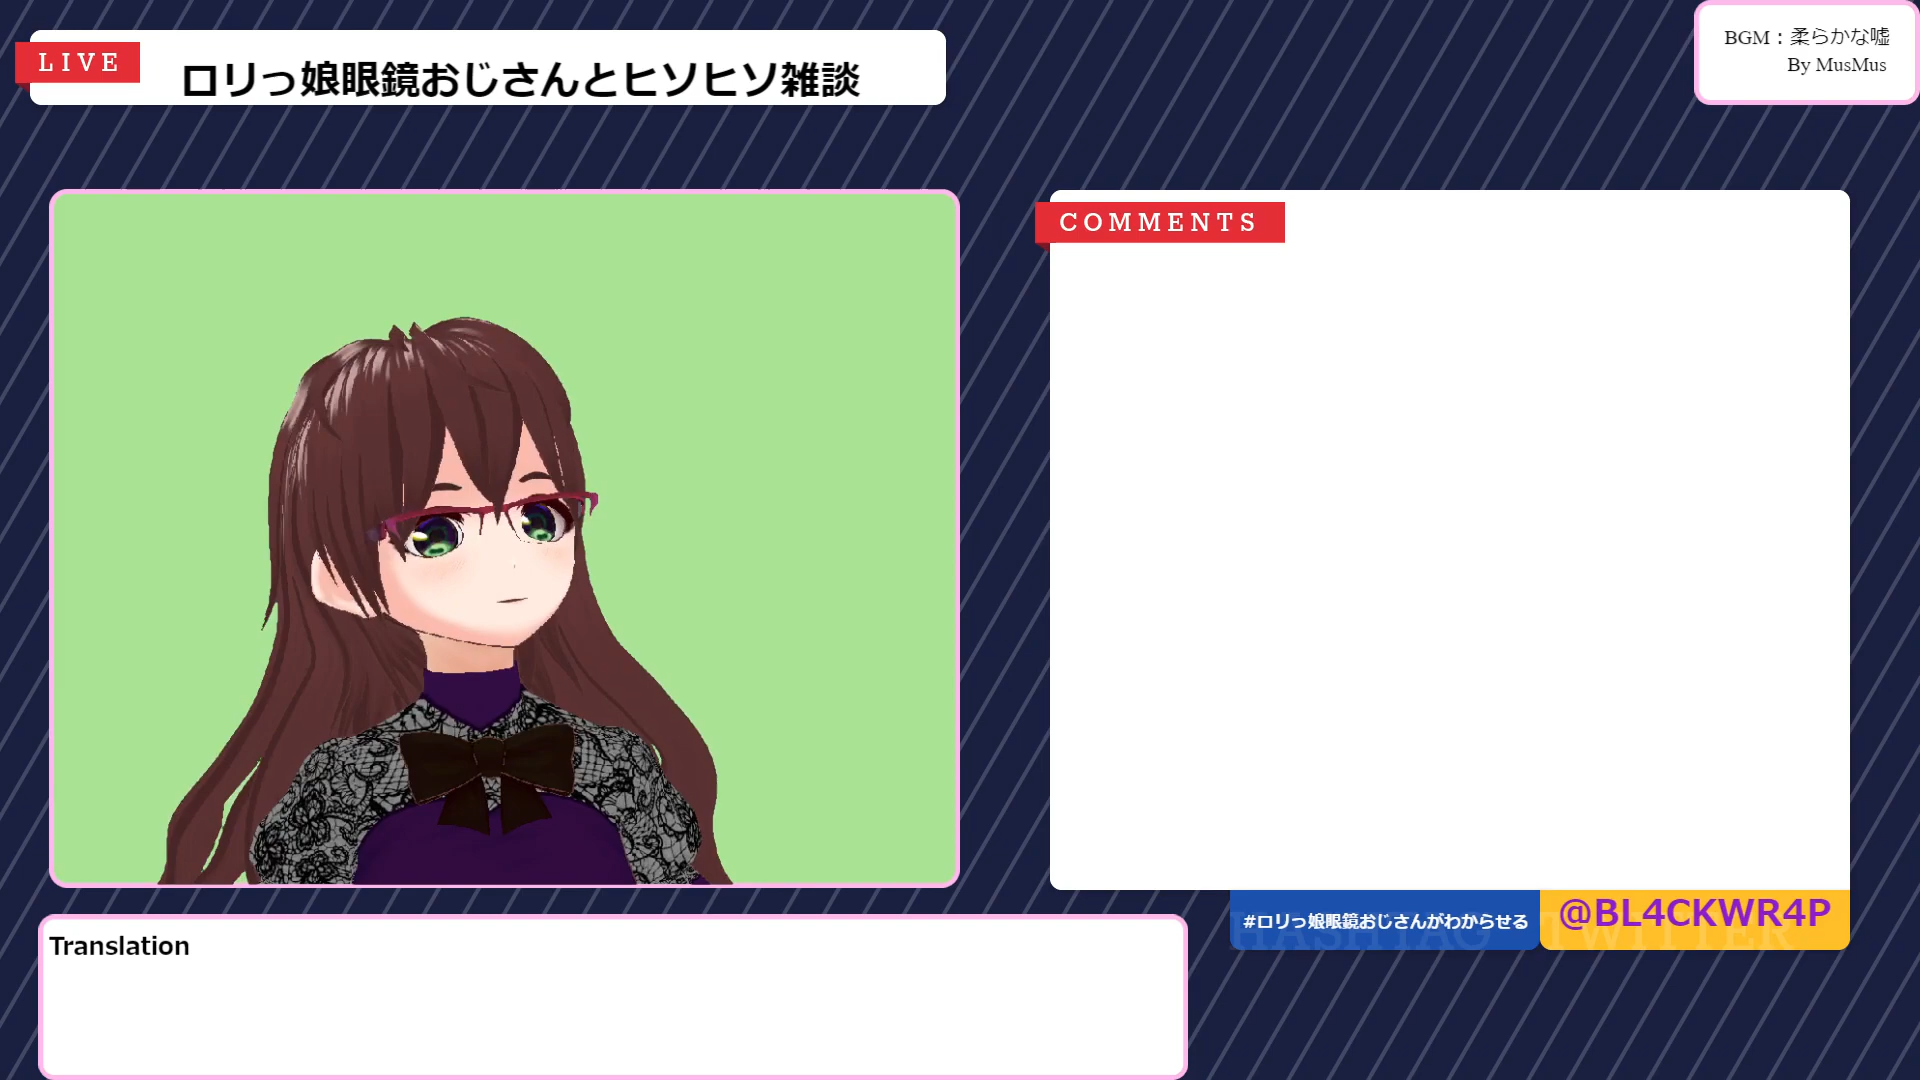 LIVE
ロリっ娘眼鏡おじさんとヒソヒソ雑談
BGM：柔らかな嘘
By MusMus
COMMENTS
HASHTAG
#ロリっ娘眼鏡おじさんがわからせる
TWITTER
@BL4CKWR4P
Translation